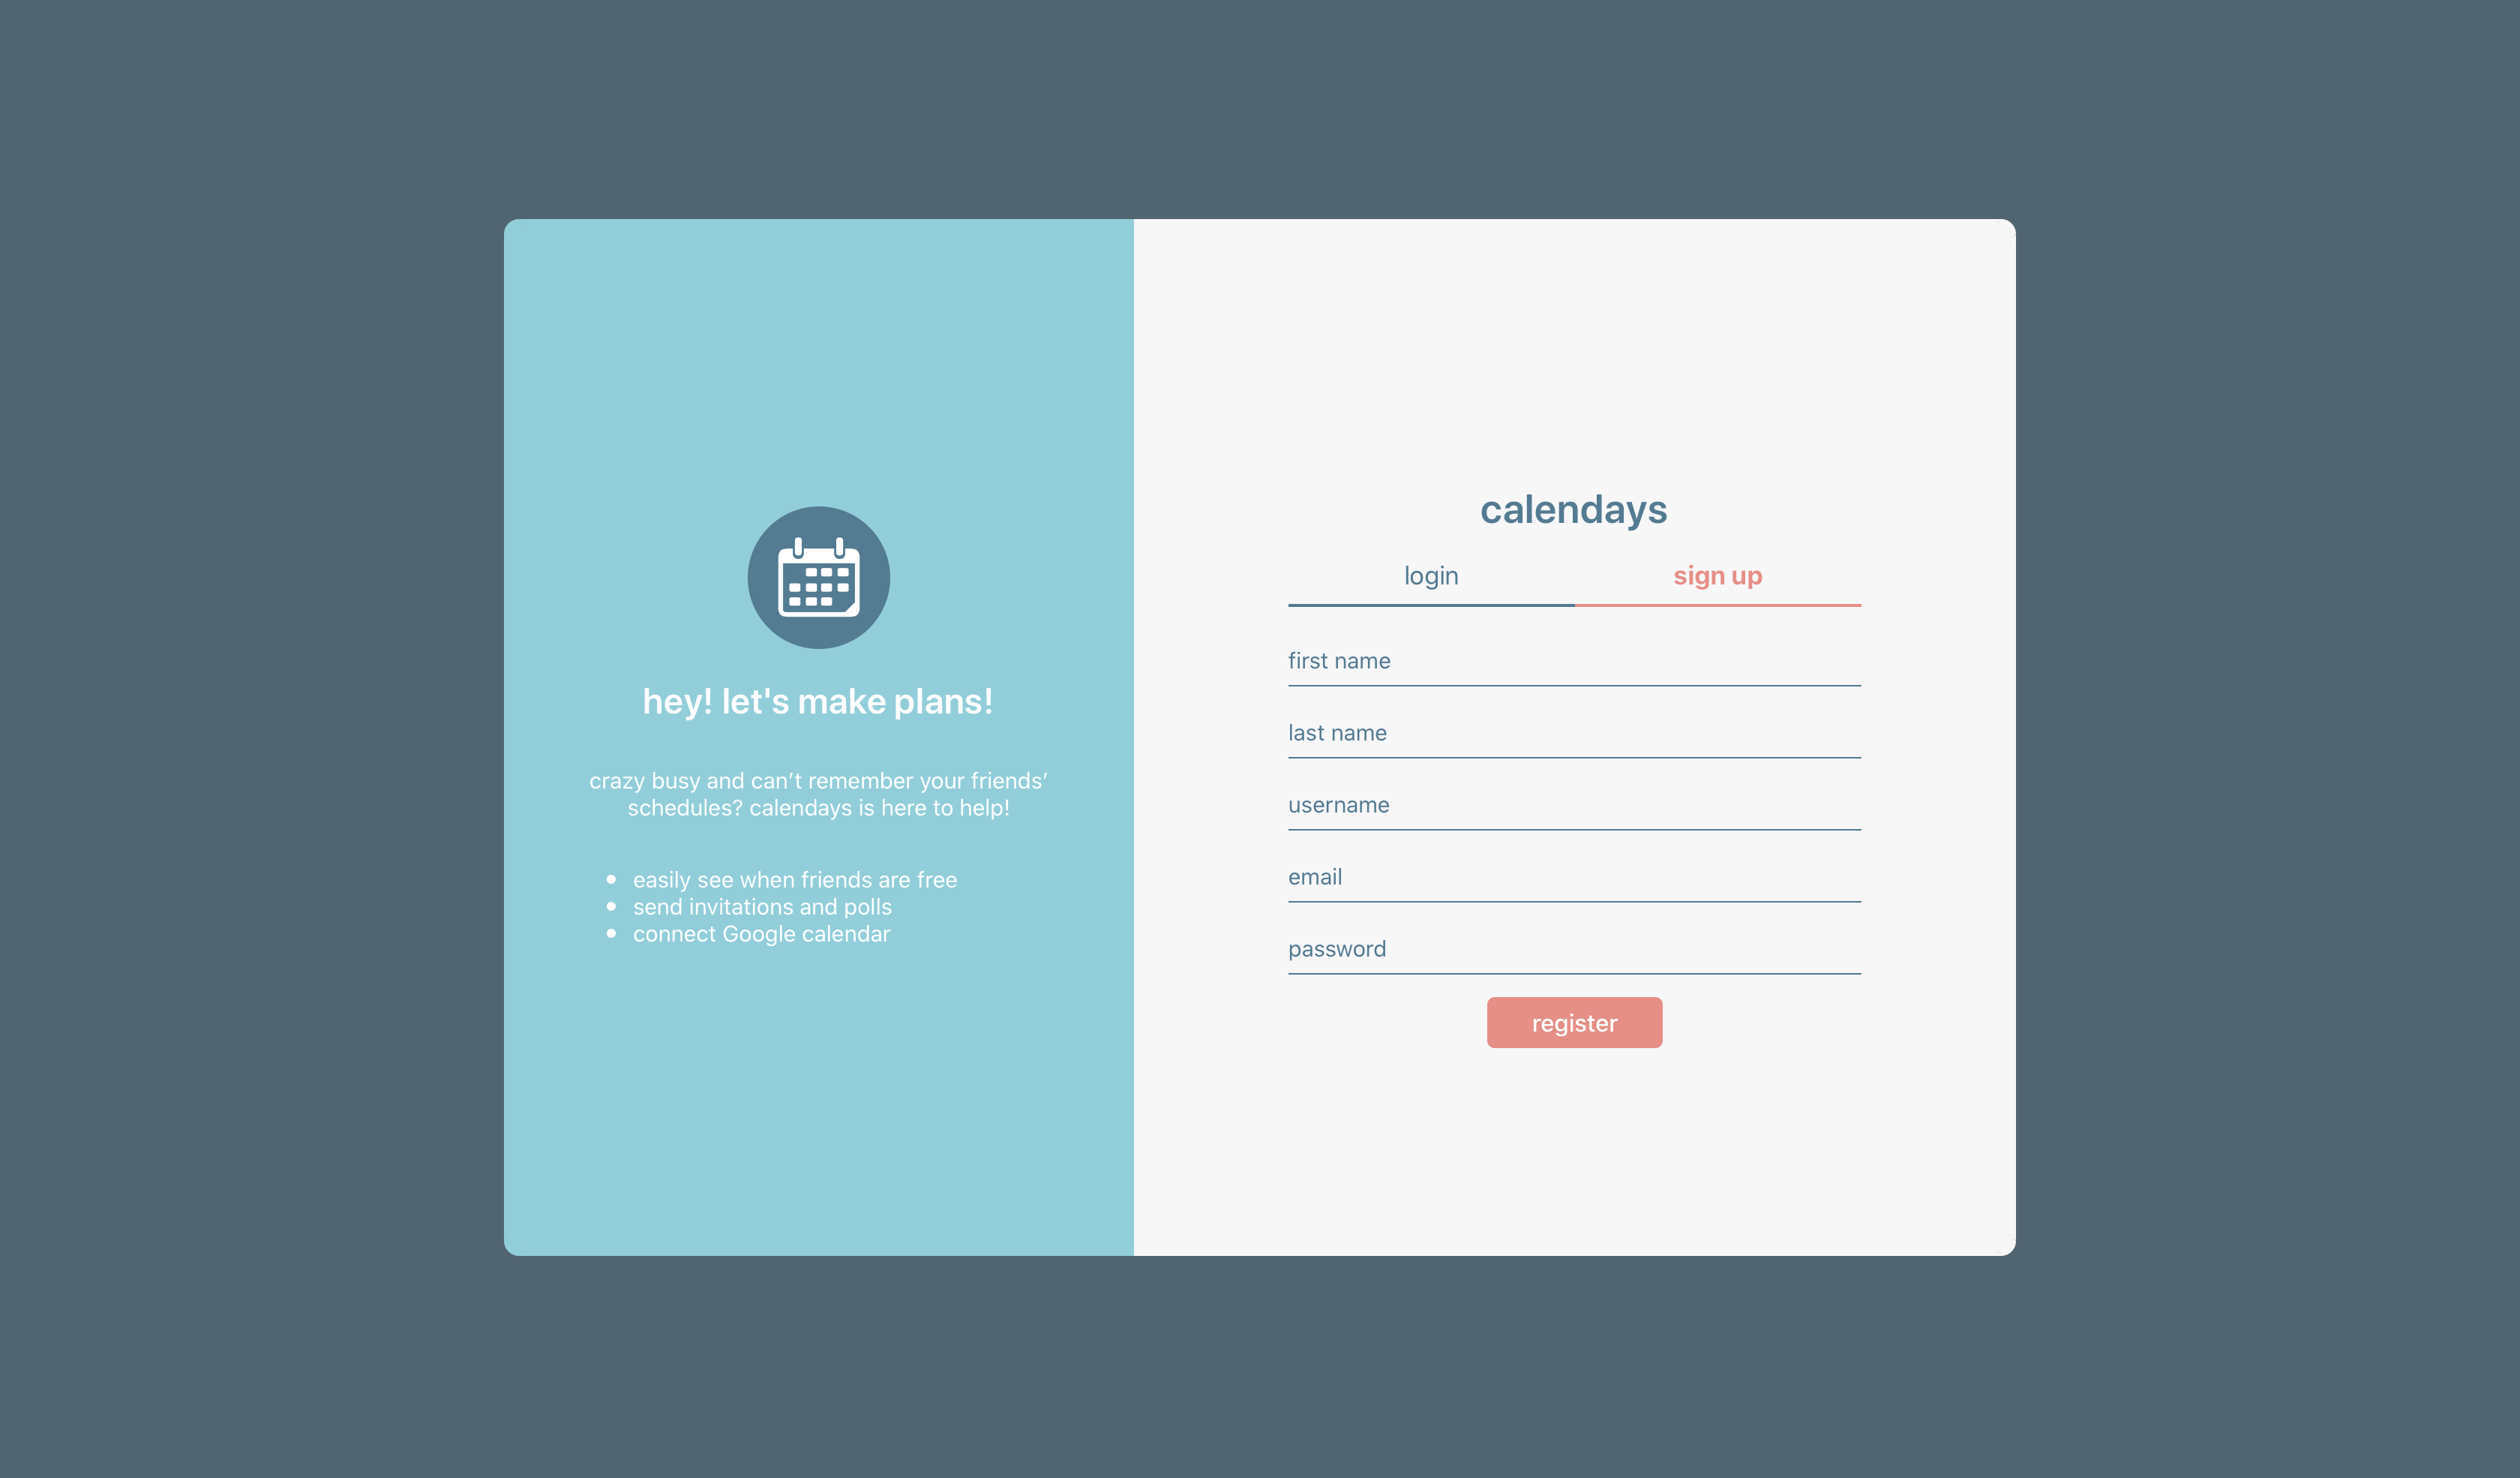 hey! let's make plans!
crazy busy and can’t remember your friends’
schedules? calendays is here to help!
• easily see when friends are free
• send invitations and polls
• connect Google calendar
calendays
login
sign up
first name
last name
username
email
password
register